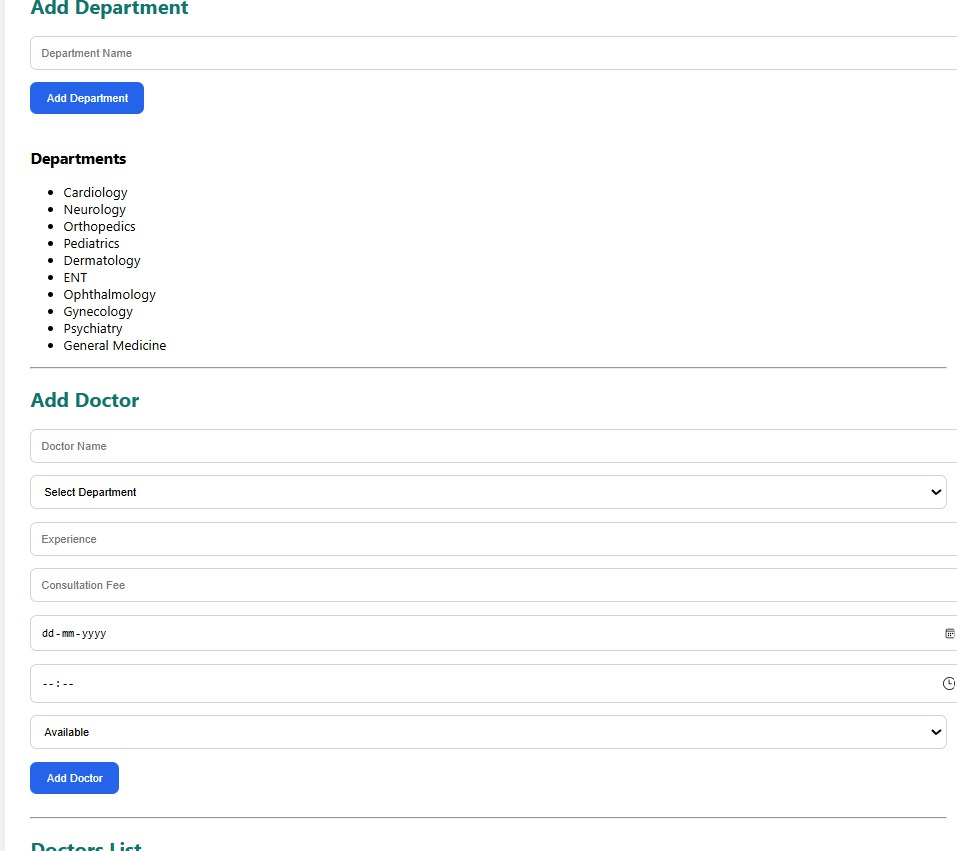 Add Department
Department Name
Add Department
Departments
Cardiology
Neurology
Orthopedics
Pediatrics
Dermatology
ENT
Ophthalmology
Gynecology
Psychiatry
General Medicine
Add Doctor
Doctor Name
Select Department
Experience
Consultation Fee
dd-mm-yyyy
--:--
Available
Add Doctor
Doctors List